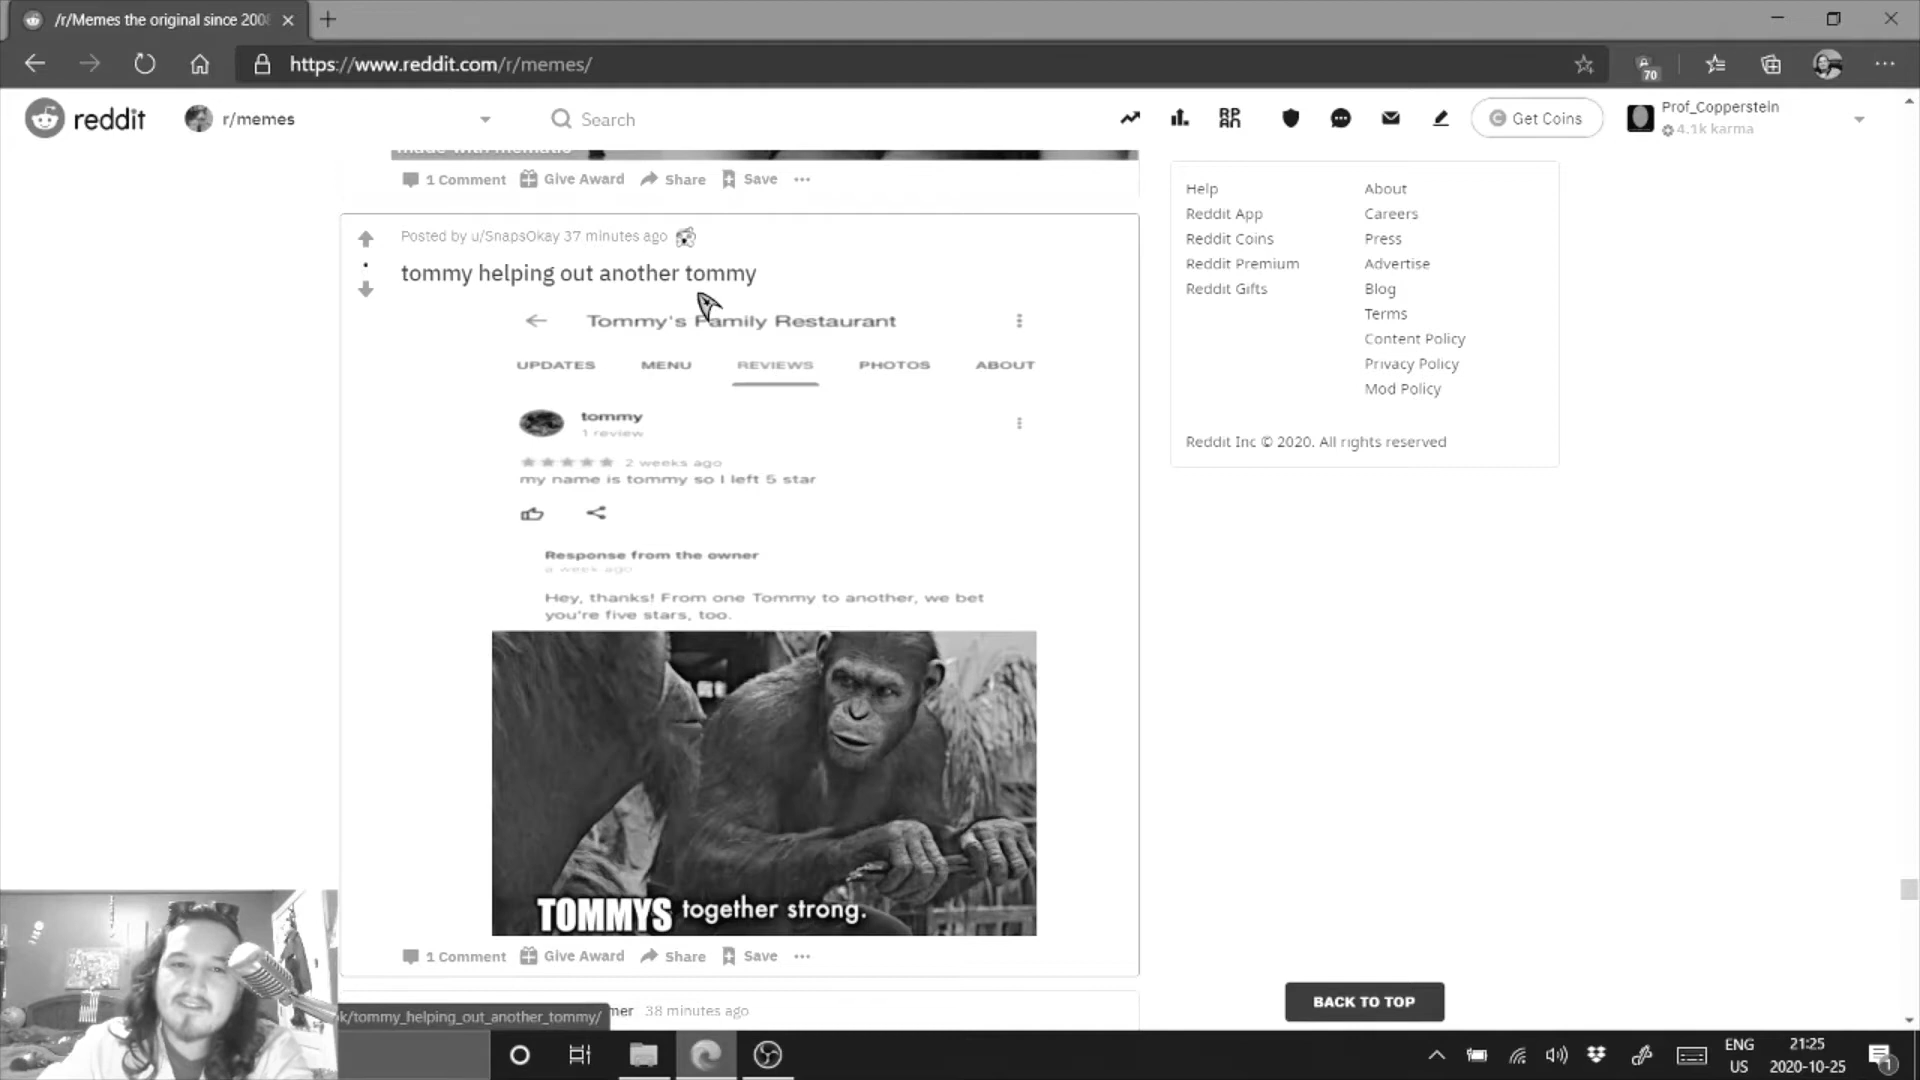 /r/Memes the original since 2008
https://www.reddit.com/r/memes/
70
reddit
r/memes
Search
Get Coins
Prof_Copperstein
4.1k karma
made with mematic
1 Comment Give Award Share Save
Posted by u/SnapsOkay 37 minutes ago
tommy helping out another tommy
Tommy's Family Restaurant
UPDATES MENU REVIEWS PHOTOS ABOUT
tommy
1 review
2 weeks ago
my name is tommy so I left 5 star
Response from the owner
a week ago
Hey, thanks! From one Tommy to another, we bet
you're five stars, too.
TOMMYS together strong.
1 Comment Give Award Share Save
38 minutes ago
k/tommy_helping_out_another_tommy/
Help
Reddit App
Reddit Coins
Reddit Premium
Reddit Gifts
About
Careers
Press
Advertise
Blog
Terms
Content Policy
Privacy Policy
Mod Policy
Reddit Inc © 2020. All rights reserved
BACK TO TOP
ENG
US
21:25
2020-10-25
1